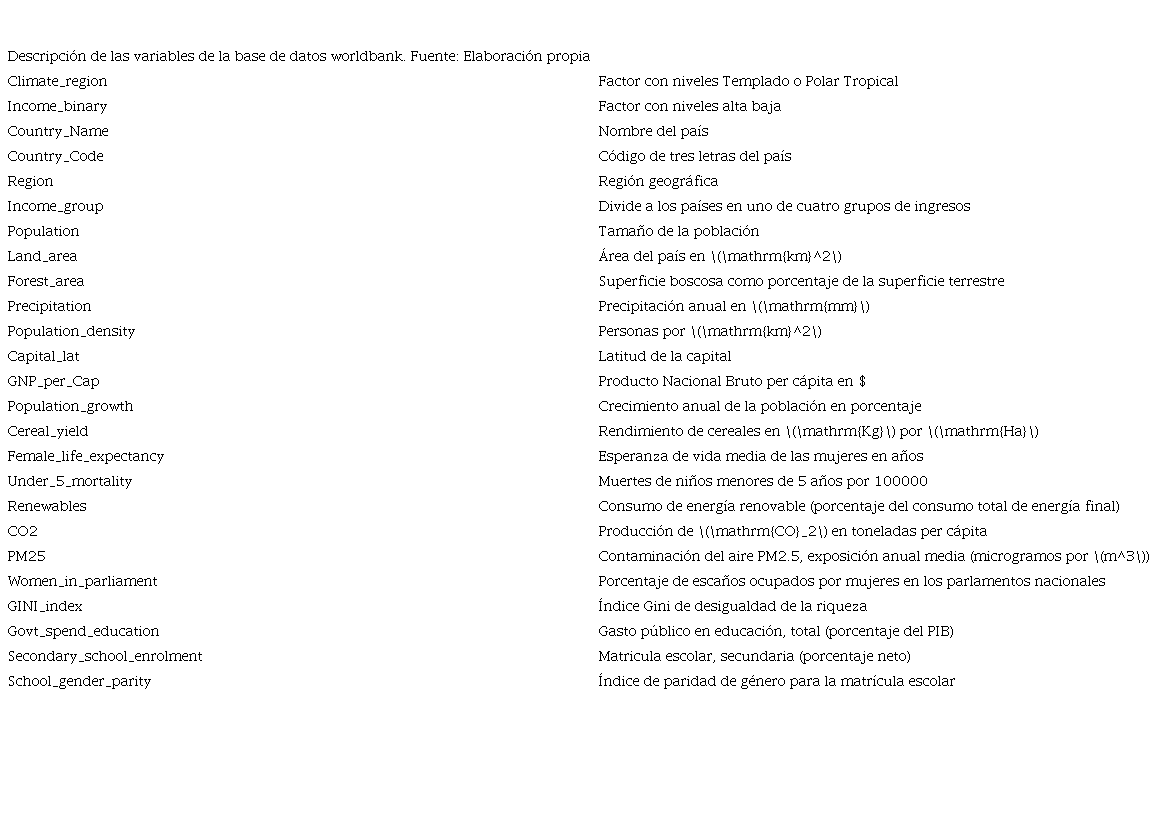 Descripción de las variables de la base de datos worldbank. Fuente: Elaboración propia
Climate_region Factor con niveles Templado o Polar Tropical
Income_binary Factor con niveles alta baja
Country_Name Nombre del país
Country_Code Código de tres letras del país
Region Región geográfica
Income_group Divide a los países en uno de cuatro grupos de ingresos
Population Tamaño de la población
Land_area Área del país en \(\mathrm{km}^2\)
Forest_area Superficie boscosa como porcentaje de la superficie terrestre
Precipitation Precipitación anual en \(\mathrm{mm}\)
Population_density Personas por \(\mathrm{km}^2\)
Capital_lat Latitud de la capital
GNP_per_Cap Producto Nacional Bruto per cápita en $
Population_growth Crecimiento anual de la población en porcentaje
Cereal_yield Rendimiento de cereales en \(\mathrm{Kg}\) por \(\mathrm{Ha}\)
Female_life_expectancy Esperanza de vida media de las mujeres en años
Under_5_mortality Muertes de niños menores de 5 años por 100000
Renewables Consumo de energía renovable (porcentaje del consumo total de energía final)
CO2 Producción de \(\mathrm{CO}_2\) en toneladas per cápita
PM25 Contaminación del aire PM2.5, exposición anual media (microgramos por \(m^3\))
Women_in_parliament Porcentaje de escaños ocupados por mujeres en los parlamentos nacionales
GINI_index Índice Gini de desigualdad de la riqueza
Govt_spend_education Gasto público en educación, total (porcentaje del PIB)
Secondary_school_enrolment Matricula escolar, secundaria (porcentaje neto)
School_gender_parity Índice de paridad de género para la matrícula escolar